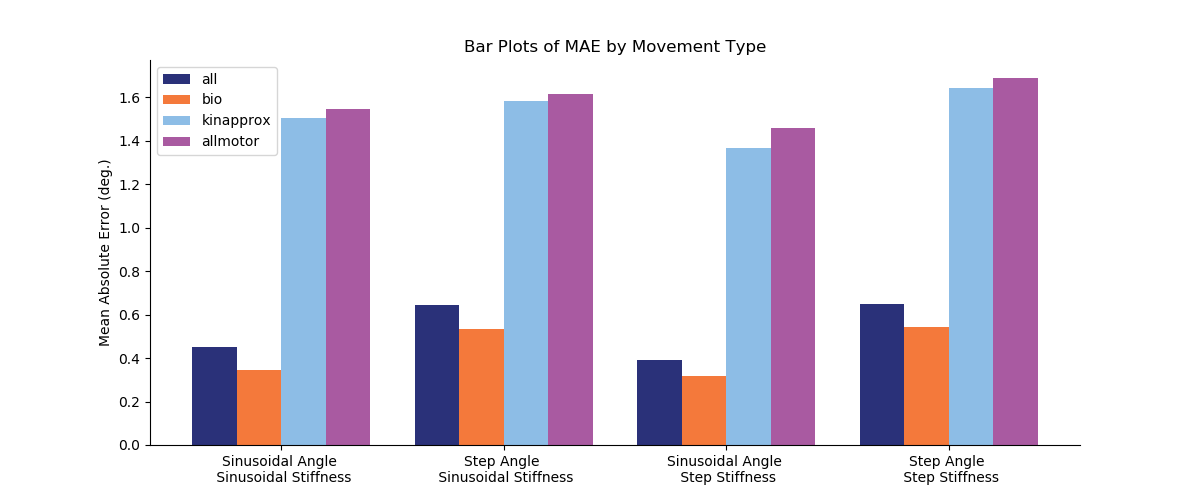 Bar Plots of MAE by Movement Type
all
bio
kinapprox
allmotor
Mean Absolute Error (deg.)
1.6
1.4
1.2
1.0
0.8
0.6
0.4
0.2
0.0
Sinusoidal Angle
Sinusoidal Stiffness
Step Angle
Sinusoidal Stiffness
Sinusoidal Angle
Step Stiffness
Step Angle
Step Stiffness